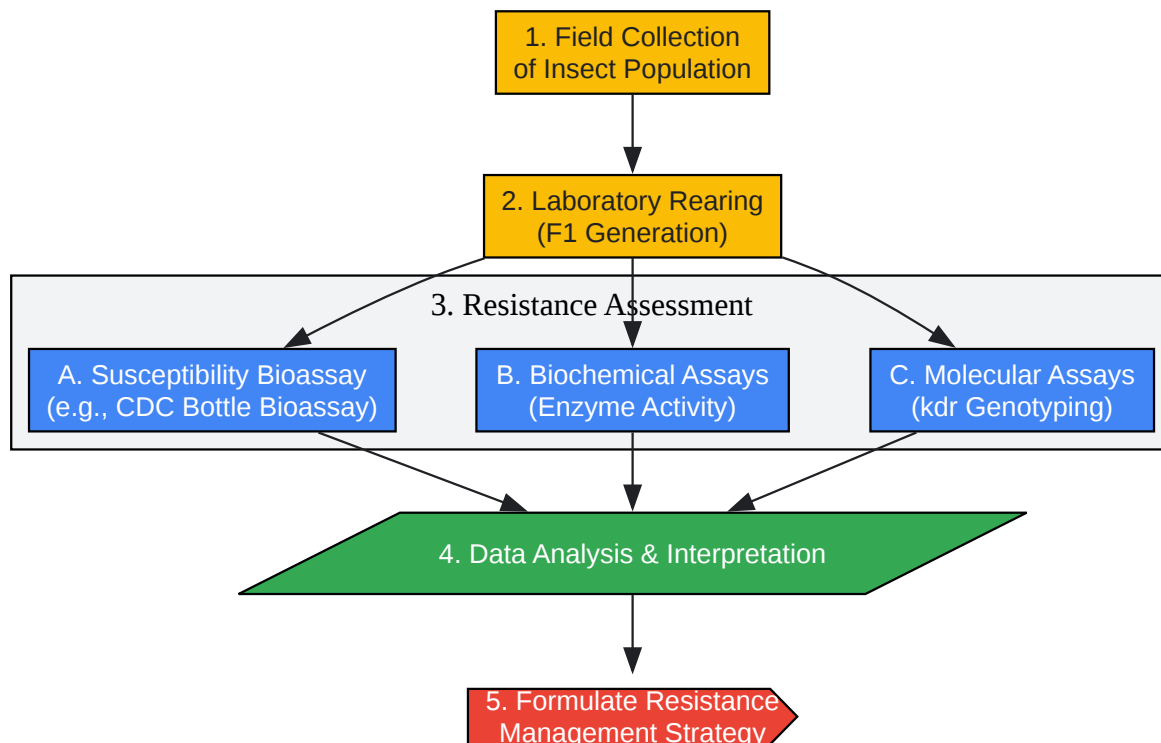 1. Field Collection
of Insect Population
2. Laboratory Rearing
(F1 Generation)
3. Resistance Assessment
A. Susceptibility Bioassay
(e.g., CDC Bottle Bioassay)
B. Biochemical Assays
(Enzyme Activity)
C. Molecular Assays
(kdr Genotyping)
4. Data Analysis & Interpretation
5. Formulate Resistance
Management Strategy